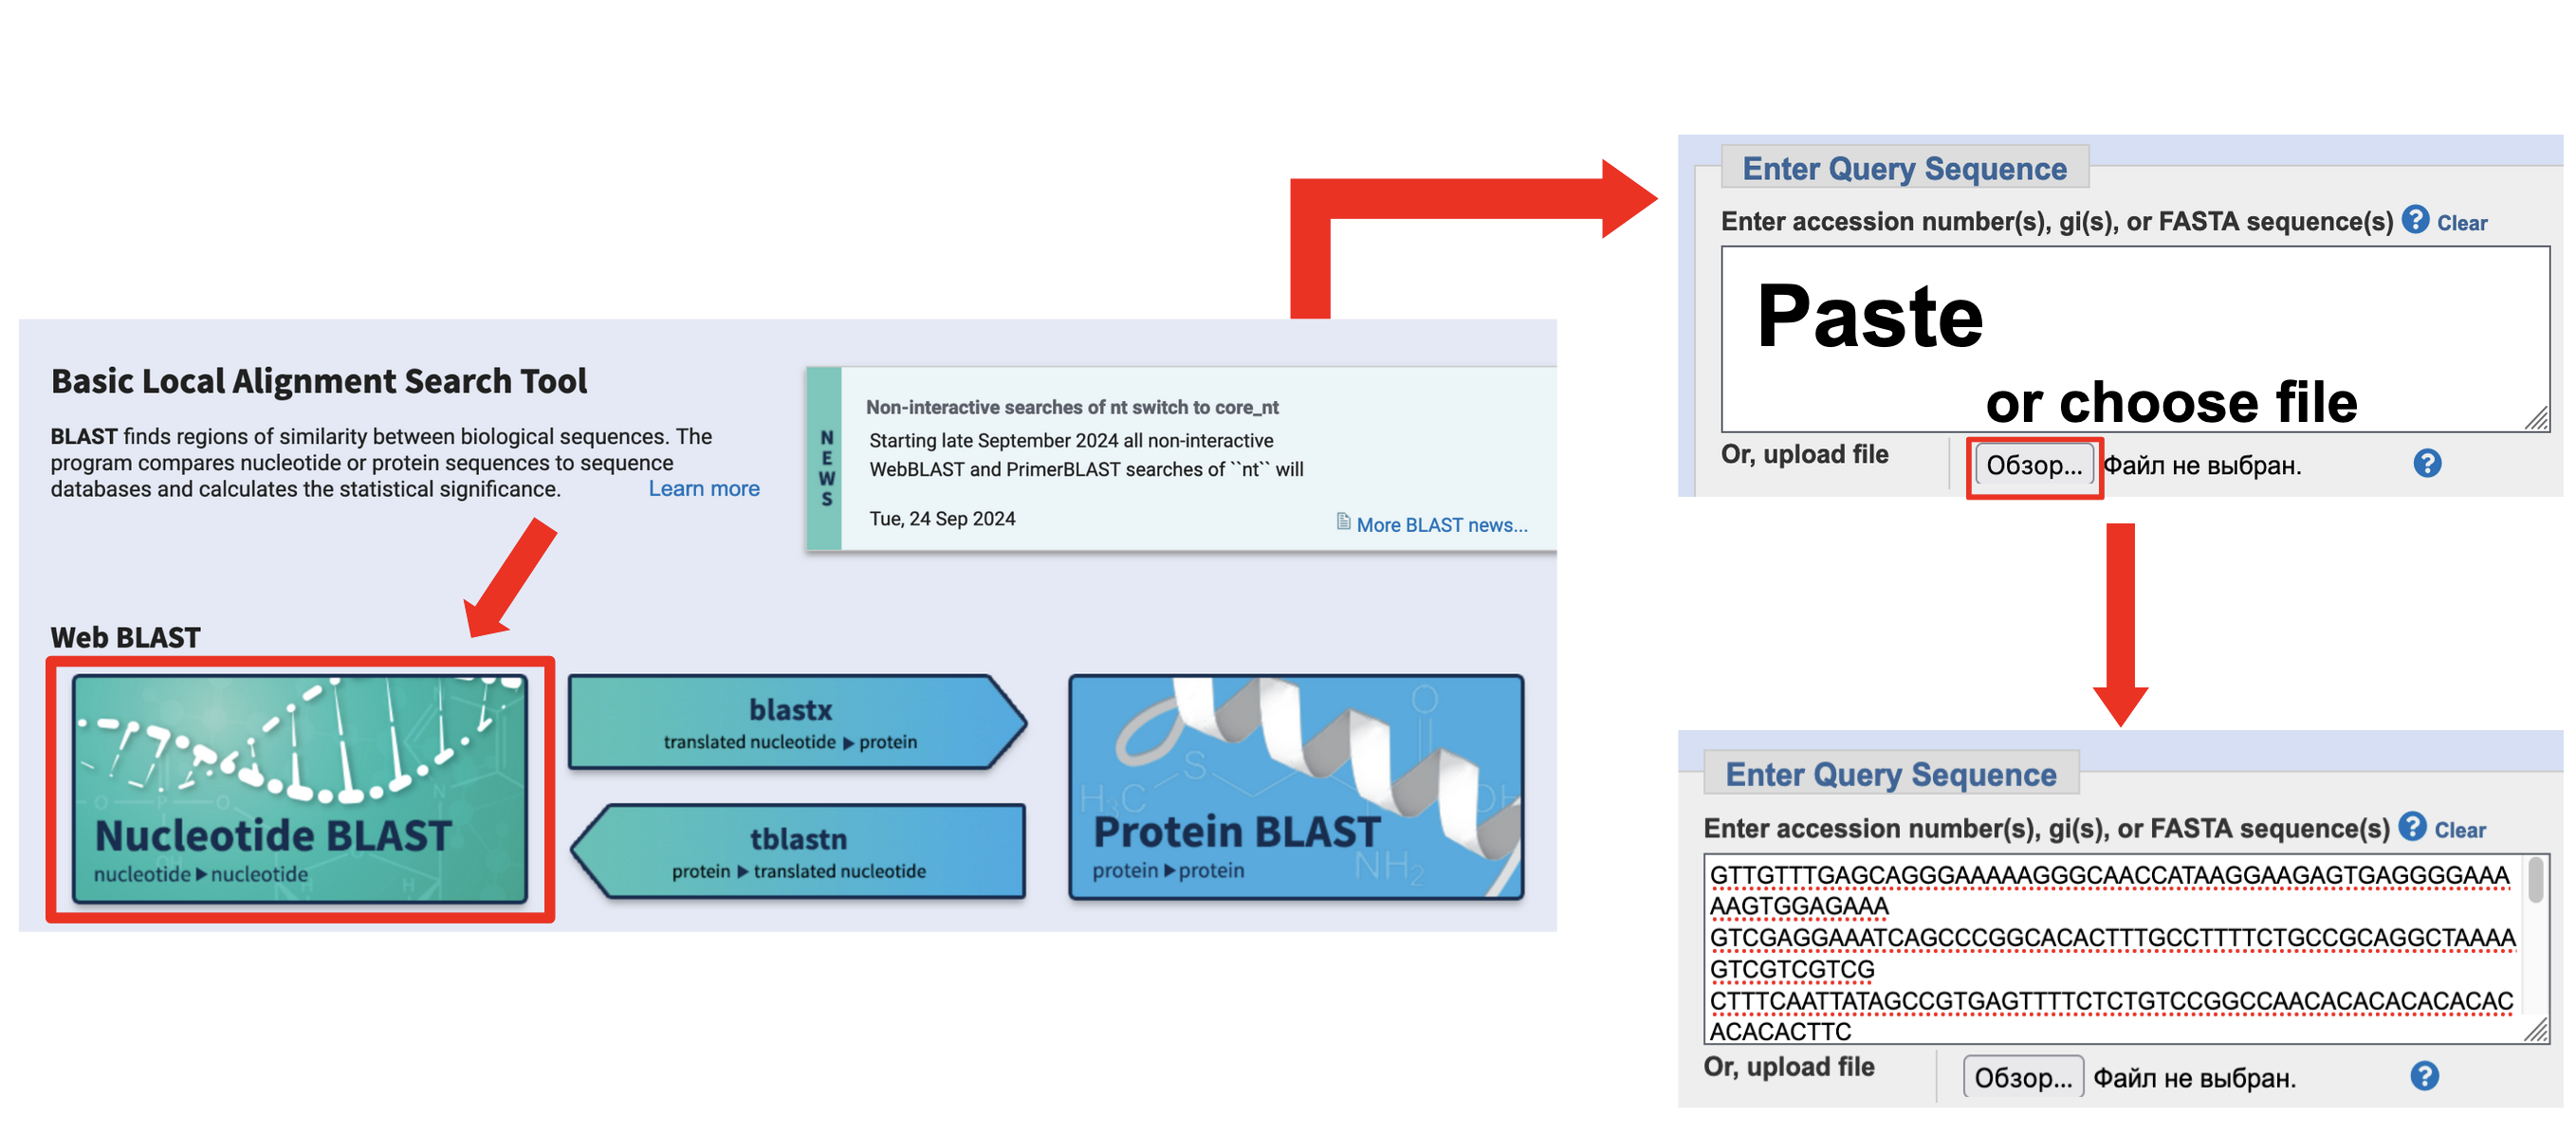 Basic Local Alignment Search Tool
BLAST finds regions of similarity between biological sequences. The
program compares nucleotide or protein sequences to sequence
databases and calculates the statistical significance.
Learn more
NEWS
Non-interactive searches of nt switch to core_nt
Starting late September 2024 all non-interactive
WebBLAST and PrimerBLAST searches of ``nt`` will
Tue, 24 Sep 2024
More BLAST news...
Web BLAST
Nucleotide BLAST
nucleotide ▶ nucleotide
blastx
translated nucleotide ▶ protein
tblastn
protein ▶ translated nucleotide
Protein BLAST
protein ▶ protein
O
S
H₃C
OH
NH₂
Enter Query Sequence
Enter accession number(s), gi(s), or FASTA sequence(s) ? Clear
Paste
or choose file
Or, upload file
Обзор... Файл не выбран. ?
Enter Query Sequence
Enter accession number(s), gi(s), or FASTA sequence(s) ? Clear
GTTGTTTGAGCAGGGAAAAAGGGCAACCATAAGGAAGAGTGAGGGGAAA
AAGTGGAGAAA
GTCGAGGAAATCAGCCCGGCACACTTTGCCTTTTCTGCCGCAGGCTAAAA
GTCGTCGTCG
CTTTCAATTATAGCCGTGAGTTTTCTCTGTCCGGCCAACACACACACACAC
ACACACTTC
Or, upload file
Обзор... Файл не выбран. ?